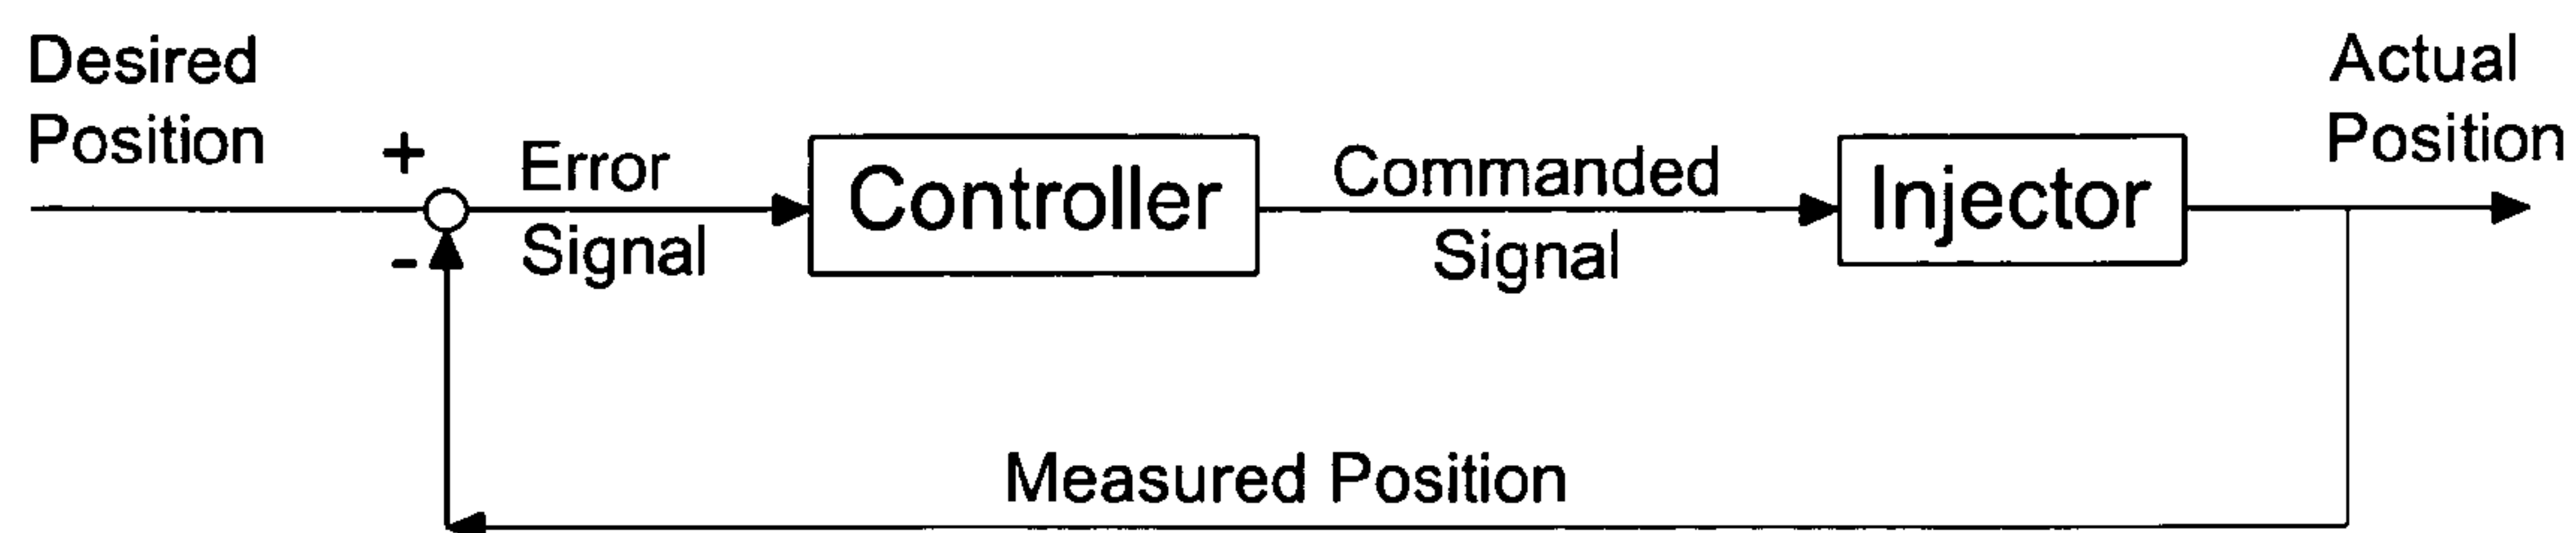 Desired
Position
+
-
Error
Signal
Controller
Commanded
Signal
Injector
Actual
Position
Measured Position